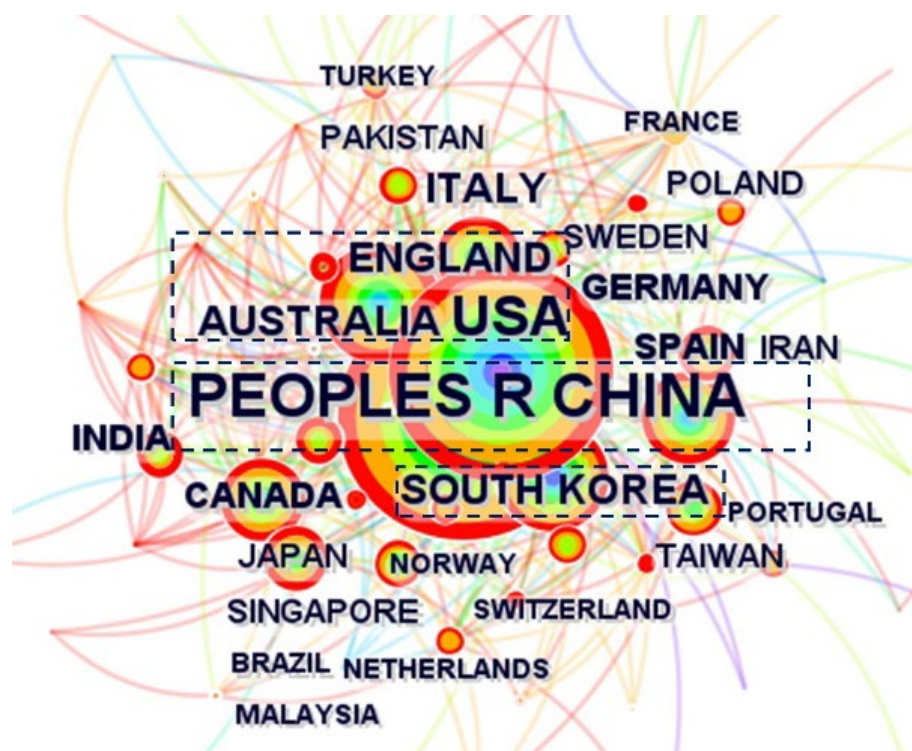 TURKEY
FRANCE
PAKISTAN
ITALY
POLAND
SWEDEN
ENGLAND
GERMANY
AUSTRALIA
USA
SPAIN
IRAN
PEOPLES R CHINA
INDIA
CANADA
SOUTH KOREA
PORTUGAL
JAPAN
NORWAY
TAIWAN
SINGAPORE
SWITZERLAND
BRAZIL
NETHERLANDS
MALAYSIA